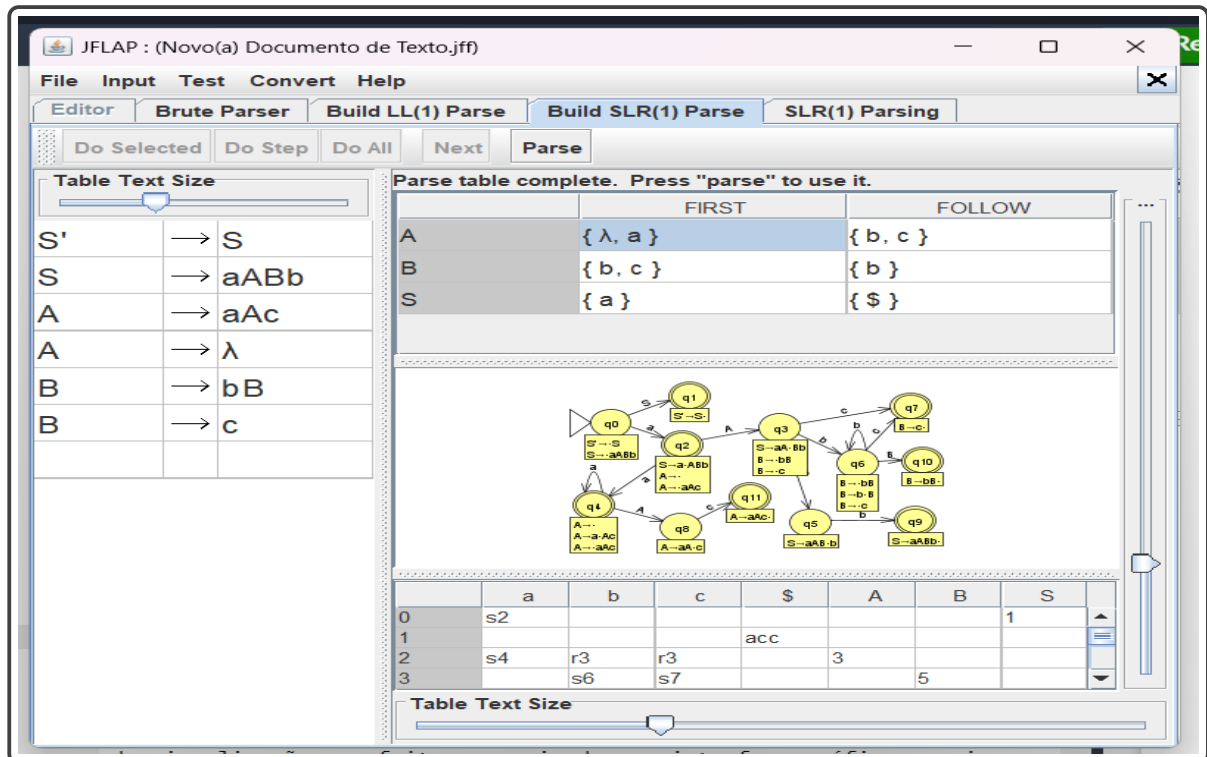 JFLAP : (Novo(a) Documento de Texto.jff)
Re
File Input Test Convert Help
Editor Brute Parser Build LL(1) Parse Build SLR(1) Parse SLR(1) Parsing
Do Selected Do Step Do All Next Parse
Table Text Size
S' → S
S → aABb
A → aAc
A → λ
B → bB
B → c
Parse table complete. Press "parse" to use it.
FIRST FOLLOW
A { λ, a } { b, c }
B { b, c } { b }
S { a } { $ }
...
q0
S'→·S
S→·aABb
S
q1
S'→S·
a
q2
S→a·ABb
A→·
A→·aAc
A
q3
S→aA·Bb
B→·bB
B→·c
c
q7
B→c·
b
b
c
q6
B→·bB
B→b·B
B→·c
B
q10
B→bB·
a
a
q4
A→·
A→a·Ac
A→·aAc
A
q8
A→aA·c
c
q11
A→aAc·
q5
S→aAB·b
b
q9
S→aABb·
a b c $ A B S
0 s2 1
1 acc
2 s4 r3 r3 3
3 s6 s7 5
Table Text Size